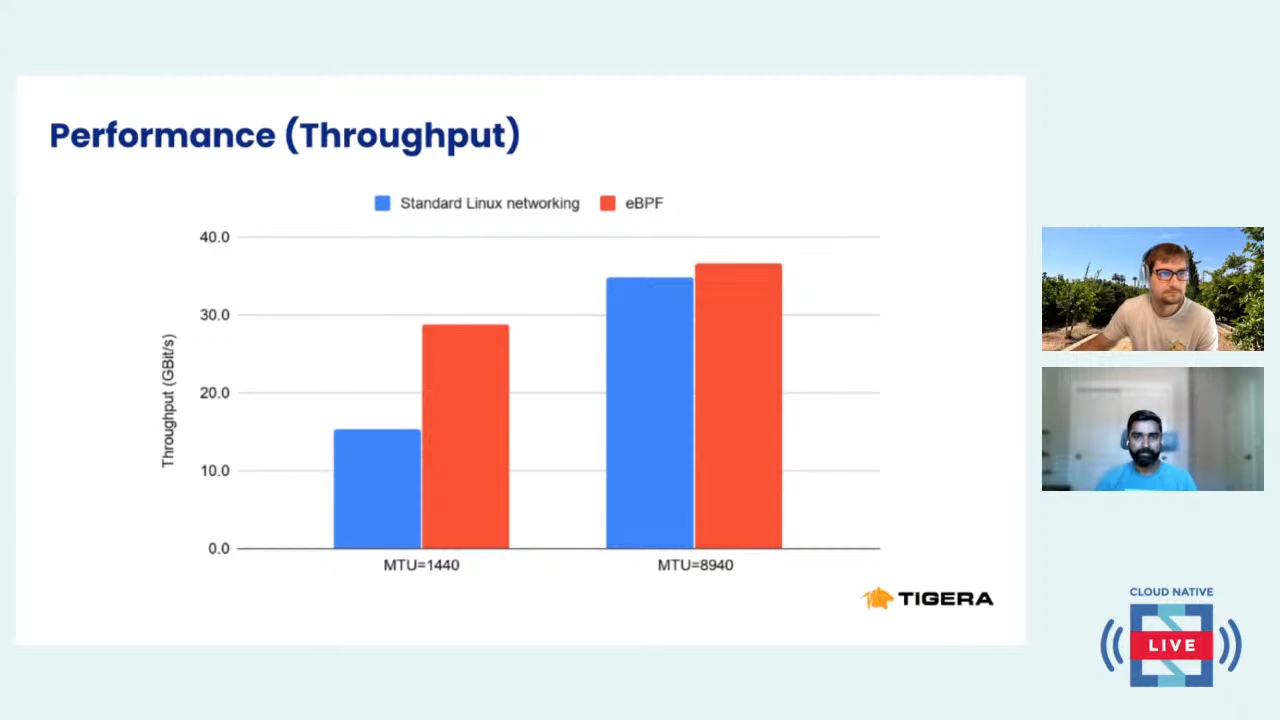 Performance (Throughput)
Standard Linux networking eBPF
Throughput (GBit/s)
40.0
30.0
20.0
10.0
0.0
MTU=1440 MTU=8940
TIGERA
CLOUD NATIVE
LIVE